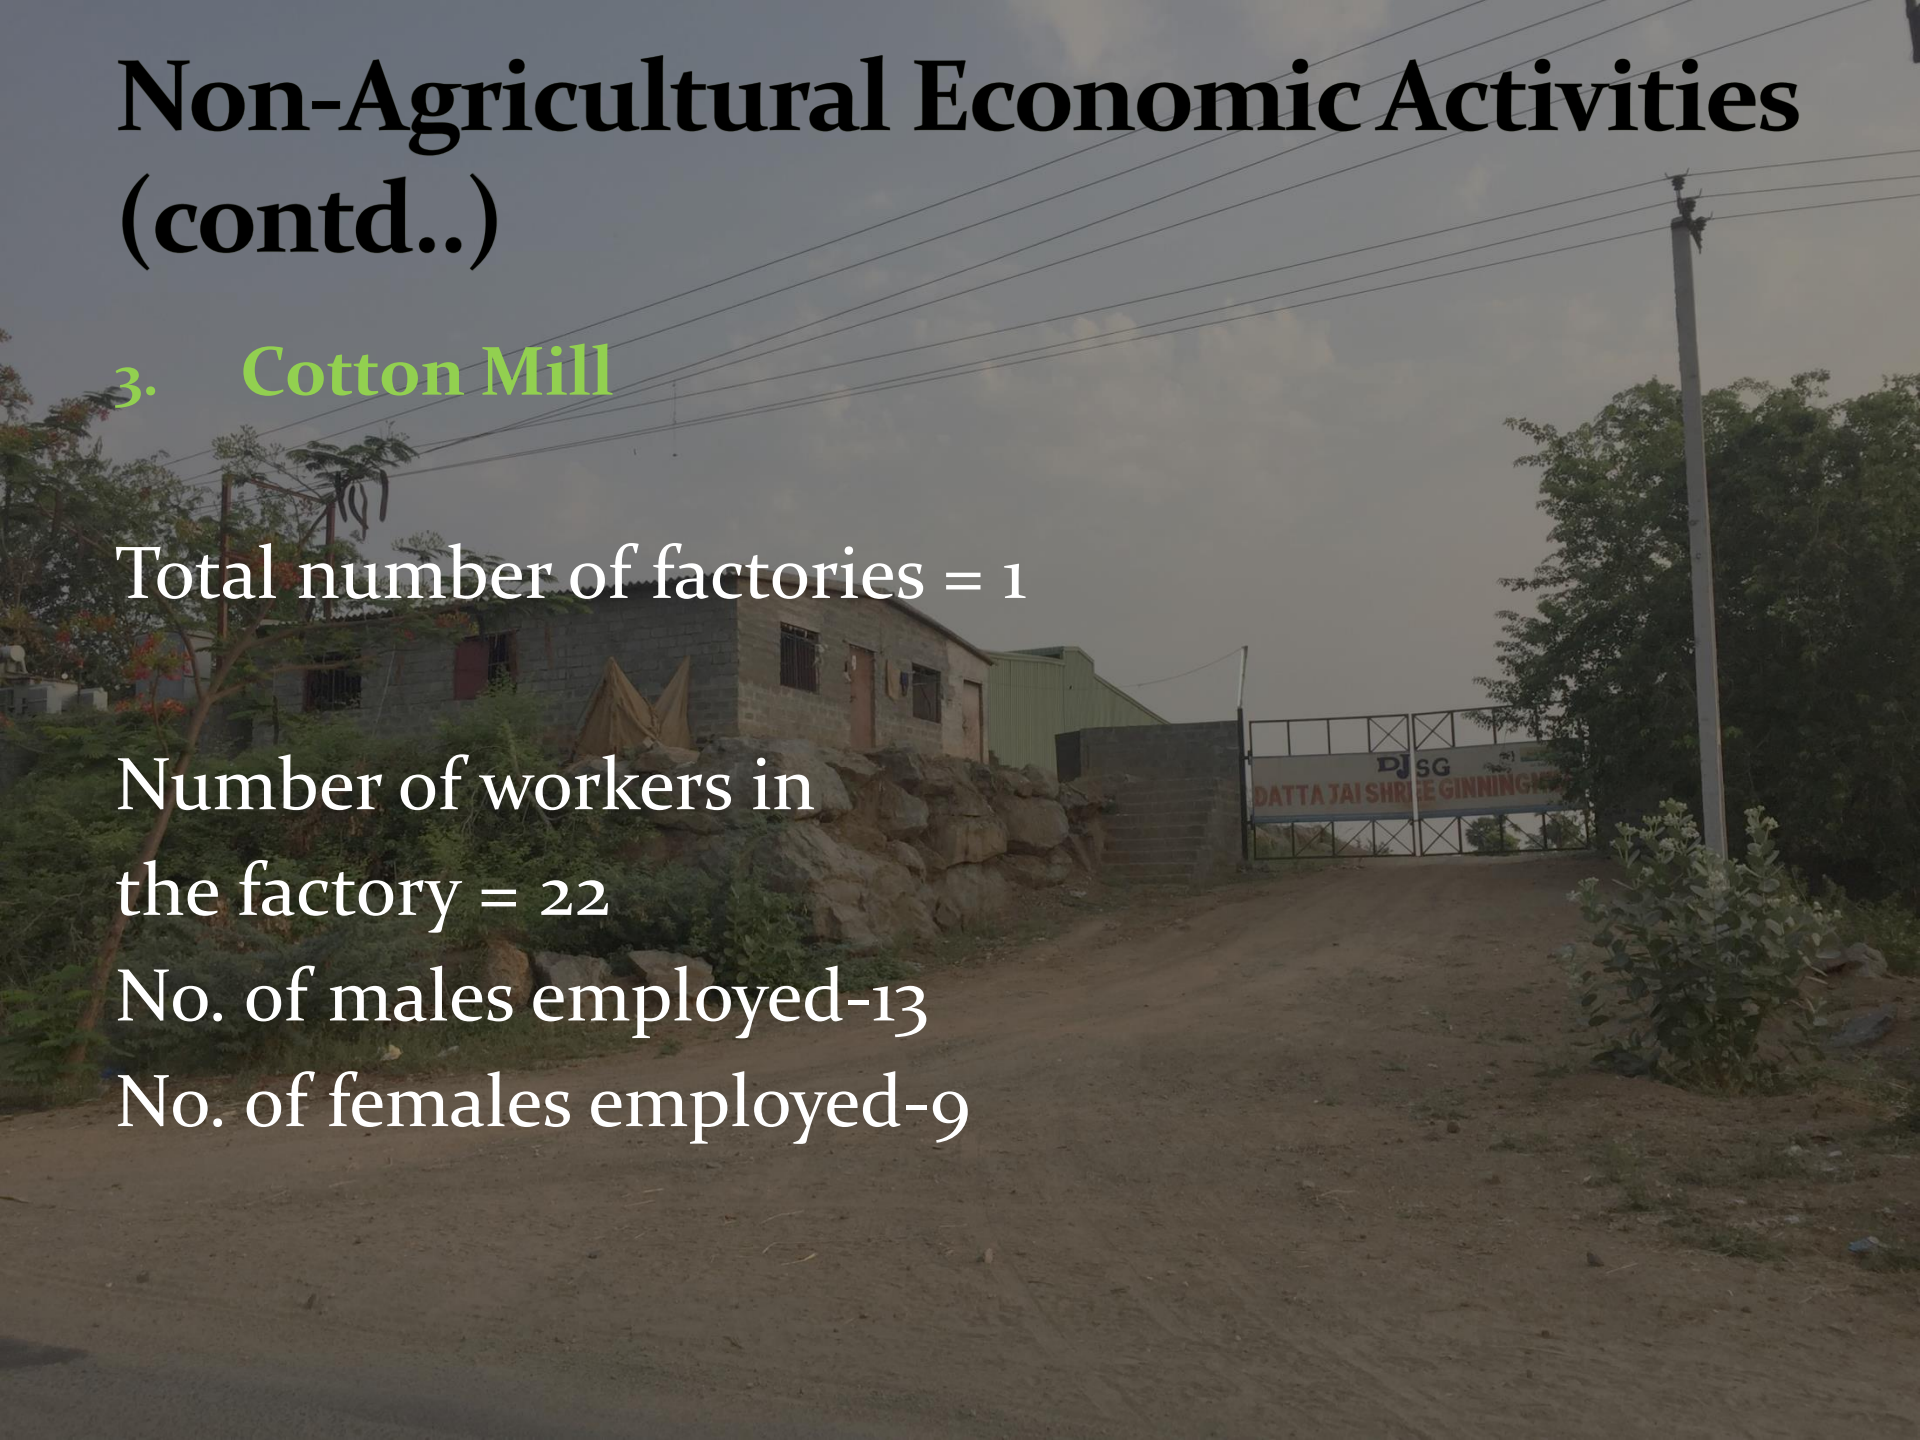 Non-Agricultural Economic Activities
(contd..)
3. Cotton Mill
Total number of factories = 1
Number of workers in
the factory = 22
No. of males employed-13
No. of females employed-9
DJSG
DATTA JAI SHREE GINNING